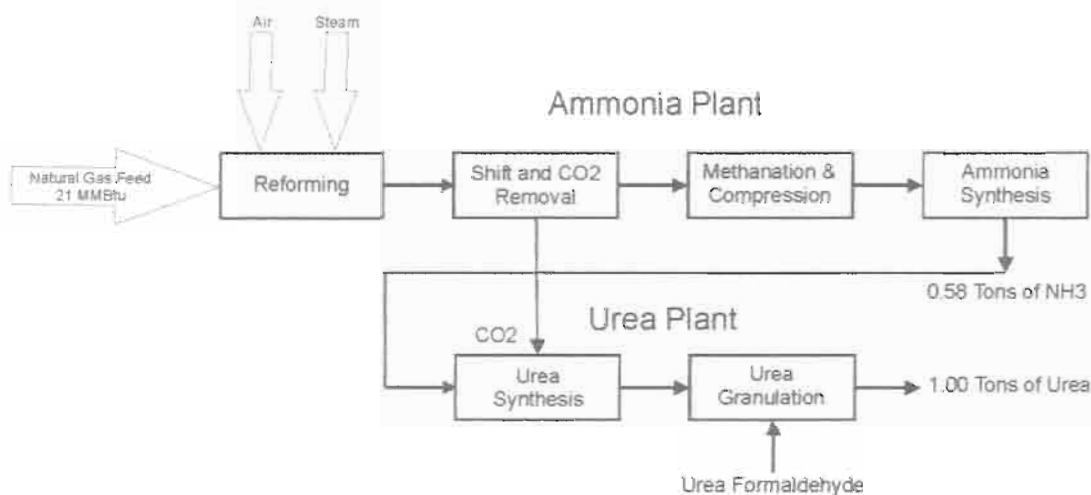 Air Steam
Ammonia Plant
Natural Gas Feed
21 MMBtu
Reforming
Shift and CO2
Removal
Methanation &
Compression
Ammonia
Synthesis
0.58 Tons of NH3
Urea Plant
CO2
Urea
Synthesis
Urea
Granulation
1.00 Tons of Urea
Urea Formaldehyde